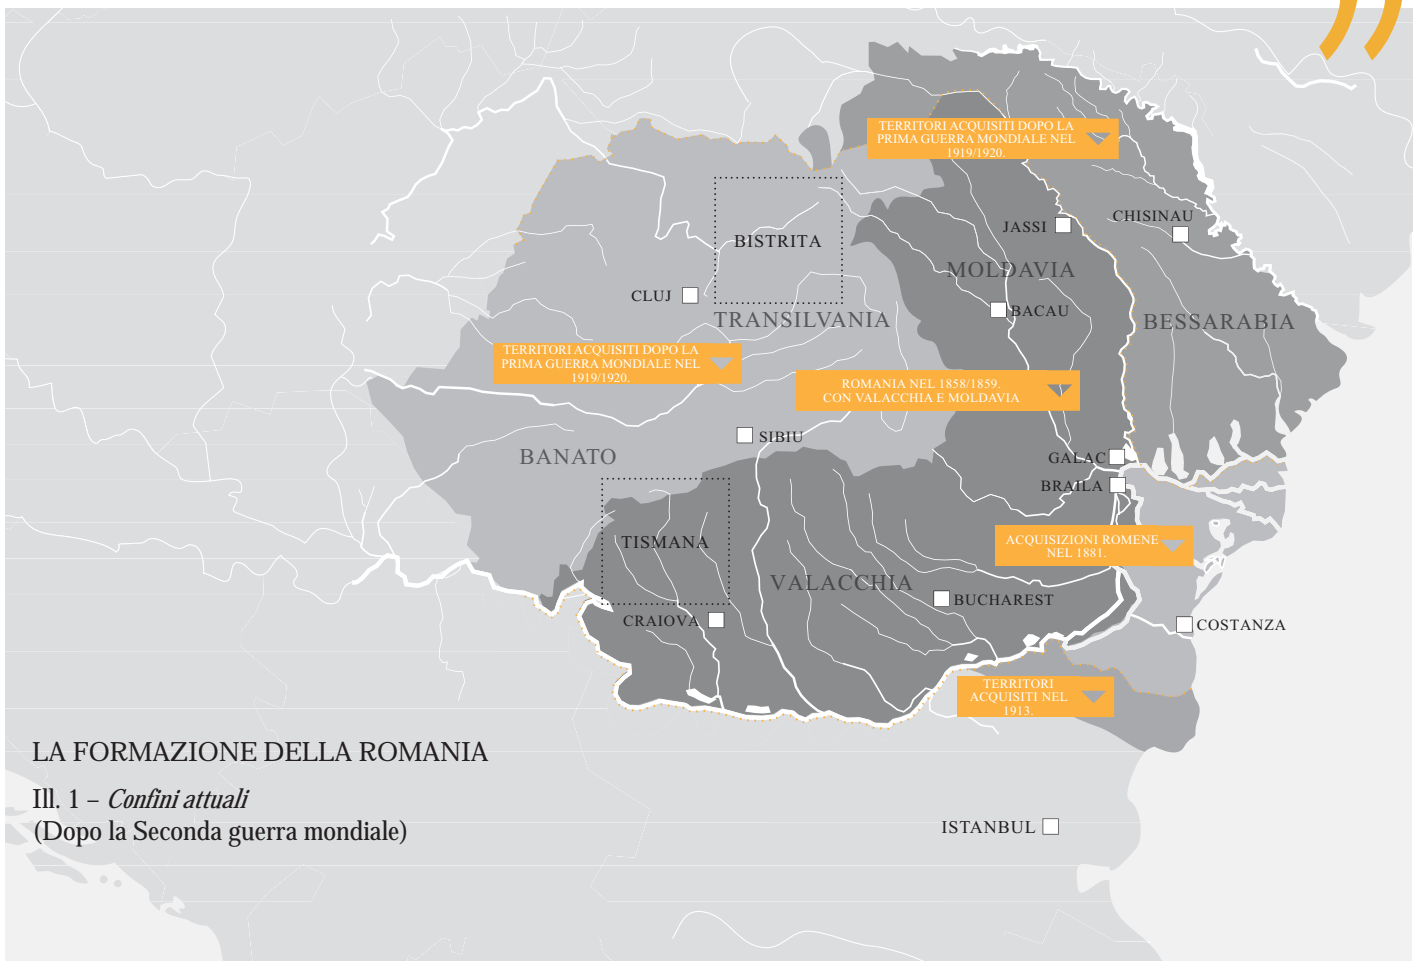 TERRITORI ACQUISITI DOPO LA
PRIMA GUERRA MONDIALE NEL
1919/1920.
JASSI
CHISINAU
BISTRITA
MOLDAVIA
CLUJ
BACAU
TRANSILVANIA
BESSARABIA
TERRITORI ACQUISITI DOPO LA
PRIMA GUERRA MONDIALE NEL
1919/1920.
ROMANIA NEL 1858/1859.
CON VALACCHIA E MOLDAVIA
SIBIU
BANATO
GALAC
BRAILA
TISMANA
ACQUISIZIONI ROMENE
NEL 1881.
VALACCHIA
BUCHAREST
CRAIOVA
COSTANZA
TERRITORI
ACQUISITI NEL
1913.
LA FORMAZIONE DELLA ROMANIA
Ill. 1 – Confini attuali
(Dopo la Seconda guerra mondiale)
ISTANBUL